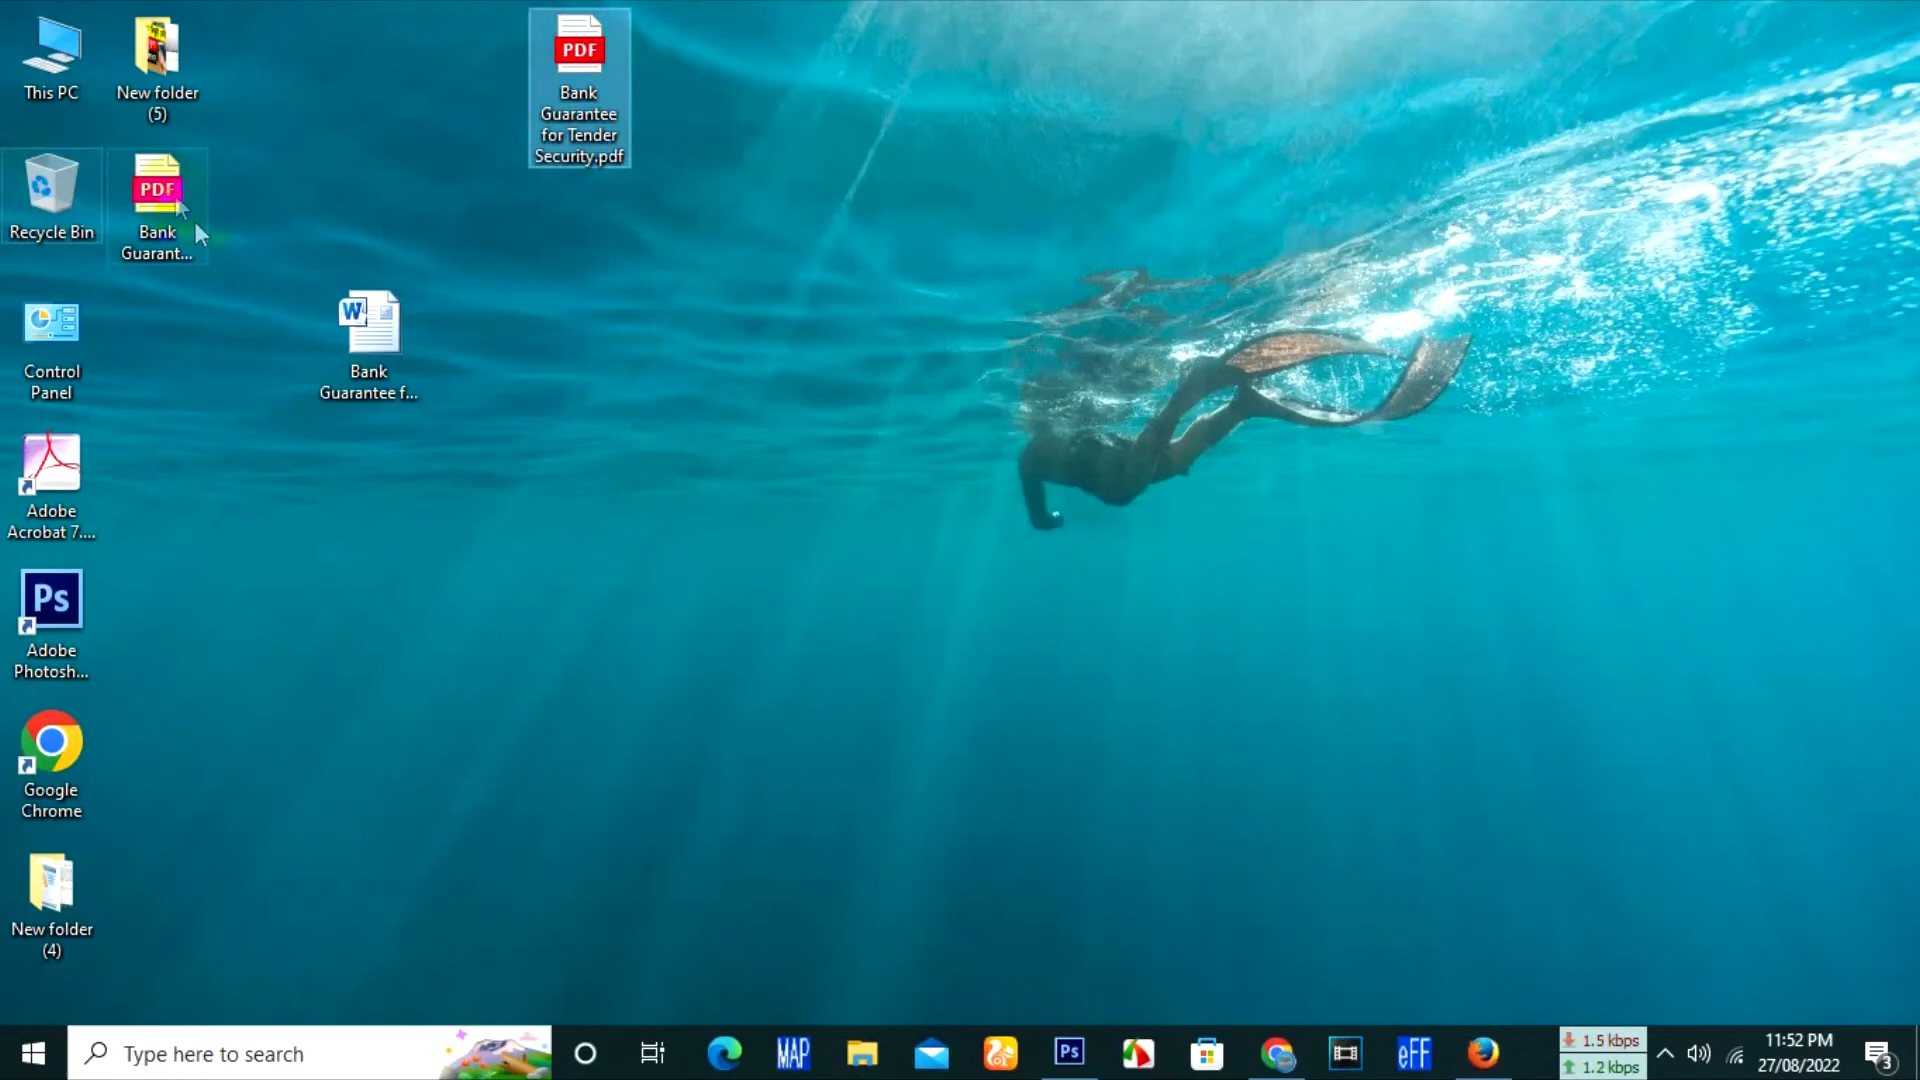 This PC
New folder
(5)
PDF
Bank
Guarantee
for Tender
Security.pdf
Recycle Bin
PDF
Bank
Guarant...
Control
Panel
W
Bank
Guarantee f...
Adobe
Acrobat 7....
Ps
Adobe
Photosh...
Google
Chrome
New folder
(4)
Type here to search
MAP
Ps
eFF
1.5 kbps
1.2 kbps
11:52 PM
27/08/2022
3